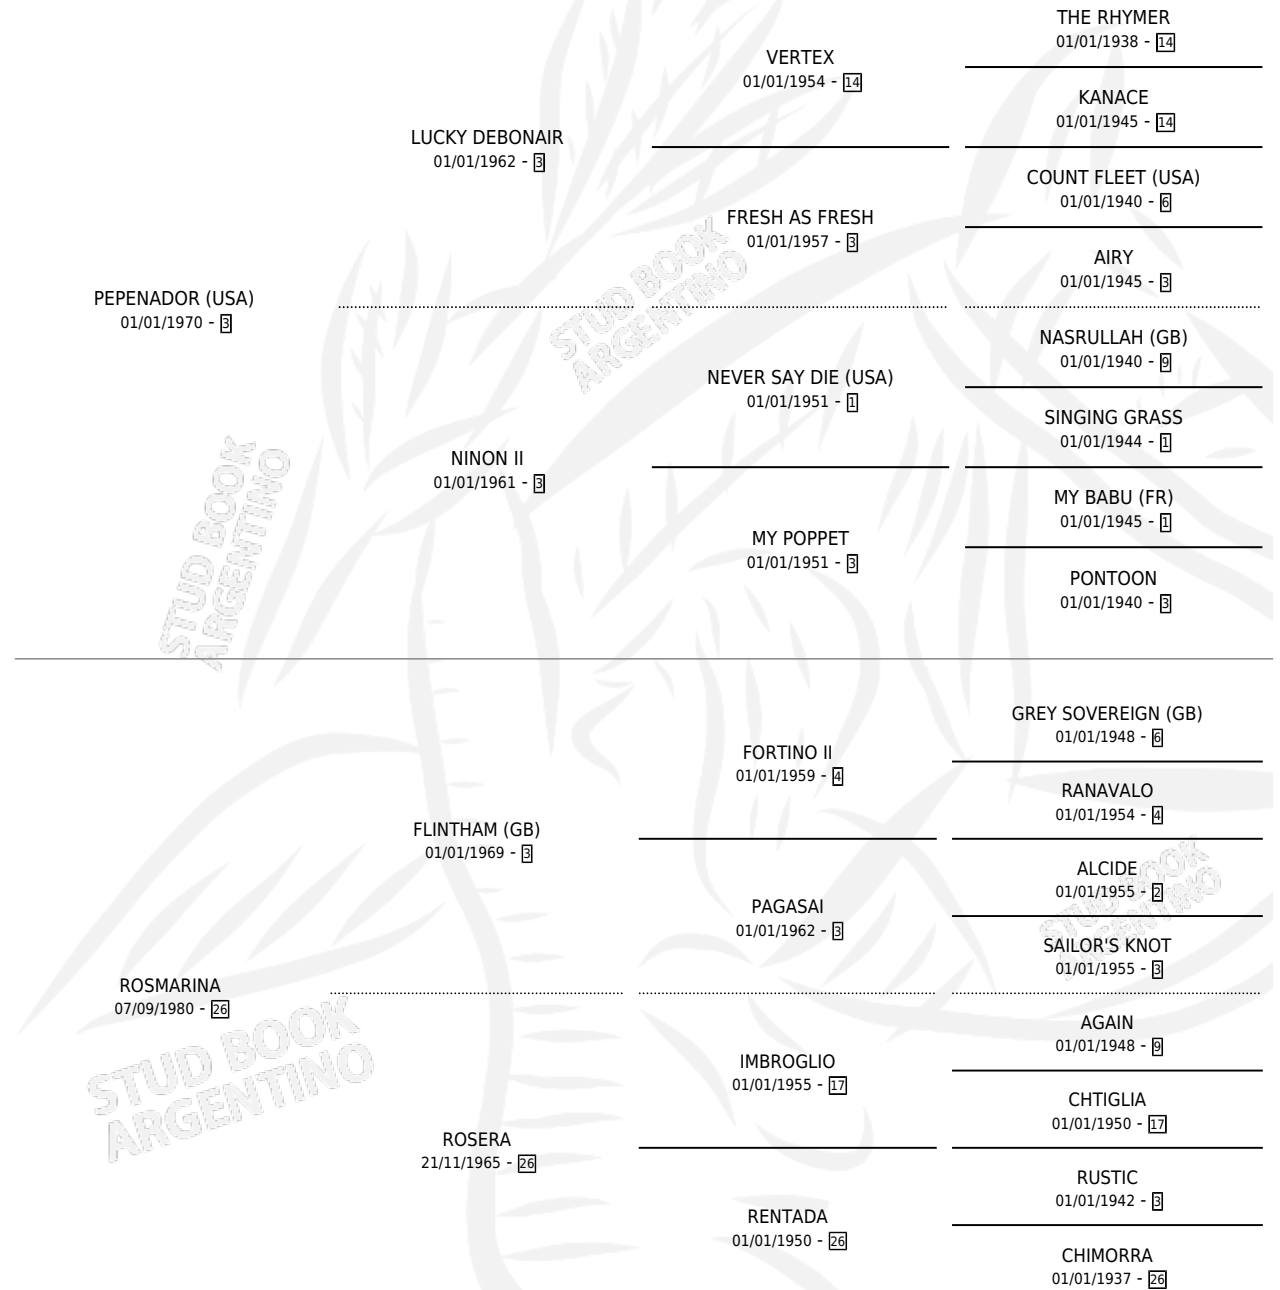 THE RHYMER
01/01/1938 - 14
VERTEX
01/01/1954 - 14
KANACE
01/01/1945 - 14
LUCKY DEBONAIR
01/01/1962 - 3
COUNT FLEET (USA)
01/01/1940 - 6
FRESH AS FRESH
01/01/1957 - 3
AIRY
01/01/1945 - 3
PEPENADOR (USA)
01/01/1970 - 3
NASRULLAH (GB)
01/01/1940 - 9
NEVER SAY DIE (USA)
01/01/1951 - 1
SINGING GRASS
01/01/1944 - 1
NINON II
01/01/1961 - 3
MY BABU (FR)
01/01/1945 - 1
MY POPPET
01/01/1951 - 3
PONTOON
01/01/1940 - 3
GREY SOVEREIGN (GB)
01/01/1948 - 6
FORTINO II
01/01/1959 - 4
RANAVALO
01/01/1954 - 4
FLINTHAM (GB)
01/01/1969 - 3
ALCIDE
01/01/1955 - 2
PAGASAI
01/01/1962 - 3
SAILOR'S KNOT
01/01/1955 - 3
ROSMARINA
07/09/1980 - 26
AGAIN
01/01/1948 - 9
IMBROGLIO
01/01/1955 - 17
CHTIGLIA
01/01/1950 - 17
ROSERA
21/11/1965 - 26
RUSTIC
01/01/1942 - 3
RENTADA
01/01/1950 - 26
CHIMORRA
01/01/1937 - 26
STUD BOOK
ARGENTINO
STUD BOOK
ARGENTINO
STUD BOOK
ARGENTINO
STUD BOOK
ARGENTINO